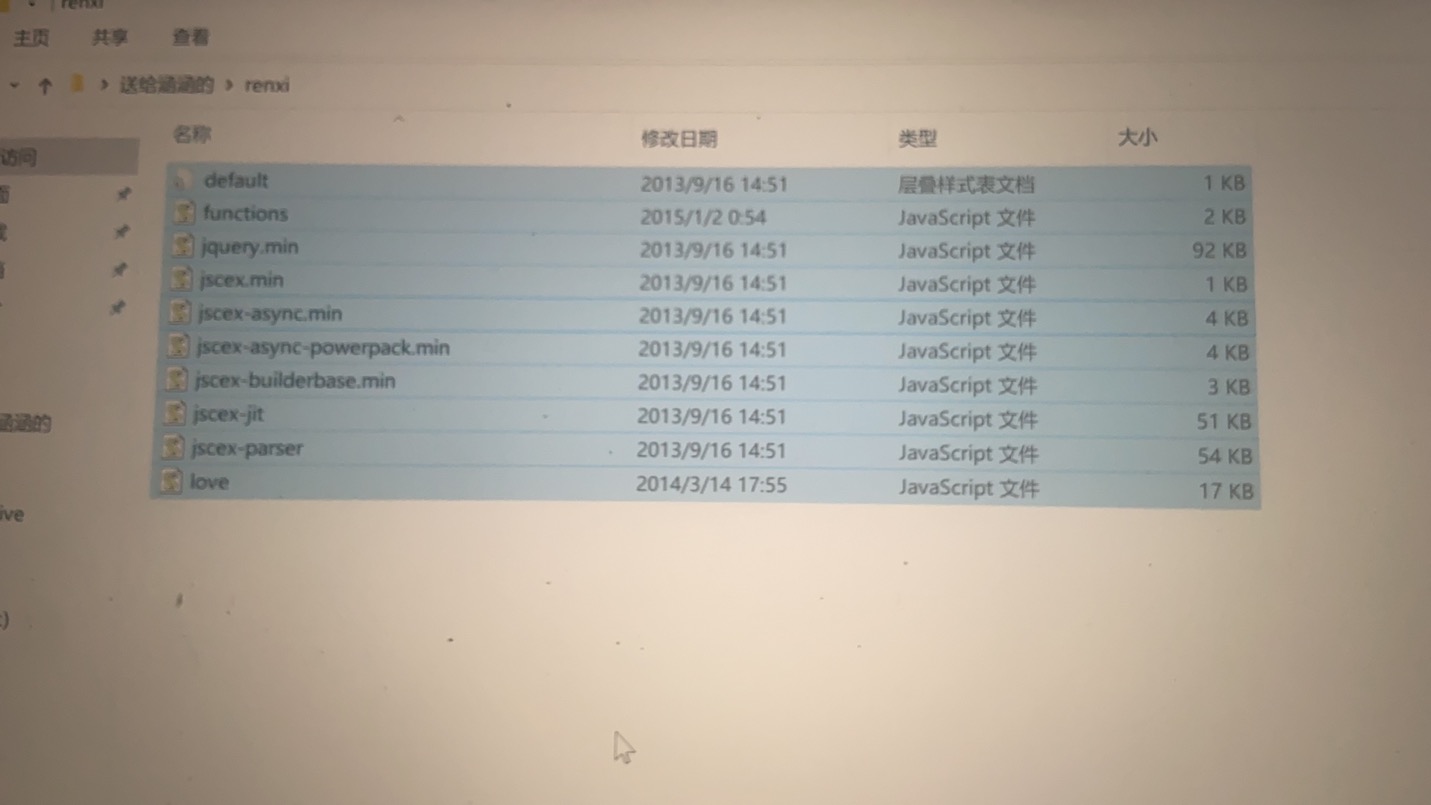 renxi
主页 共享 查看
送给涵涵的 renxi
名称 修改日期 类型 大小
访问
default 2013/9/16 14:51 层叠样式表文档 1 KB
functions 2015/1/2 0:54 JavaScript 文件 2 KB
jquery.min 2013/9/16 14:51 JavaScript 文件 92 KB
jscex.min 2013/9/16 14:51 JavaScript 文件 1 KB
jscex-async.min 2013/9/16 14:51 JavaScript 文件 4 KB
jscex-async-powerpack.min 2013/9/16 14:51 JavaScript 文件 4 KB
jscex-builderbase.min 2013/9/16 14:51 JavaScript 文件 3 KB
jscex-jit 2013/9/16 14:51 JavaScript 文件 51 KB
涵涵的
jscex-parser 2013/9/16 14:51 JavaScript 文件 54 KB
love 2014/3/14 17:55 JavaScript 文件 17 KB
ive